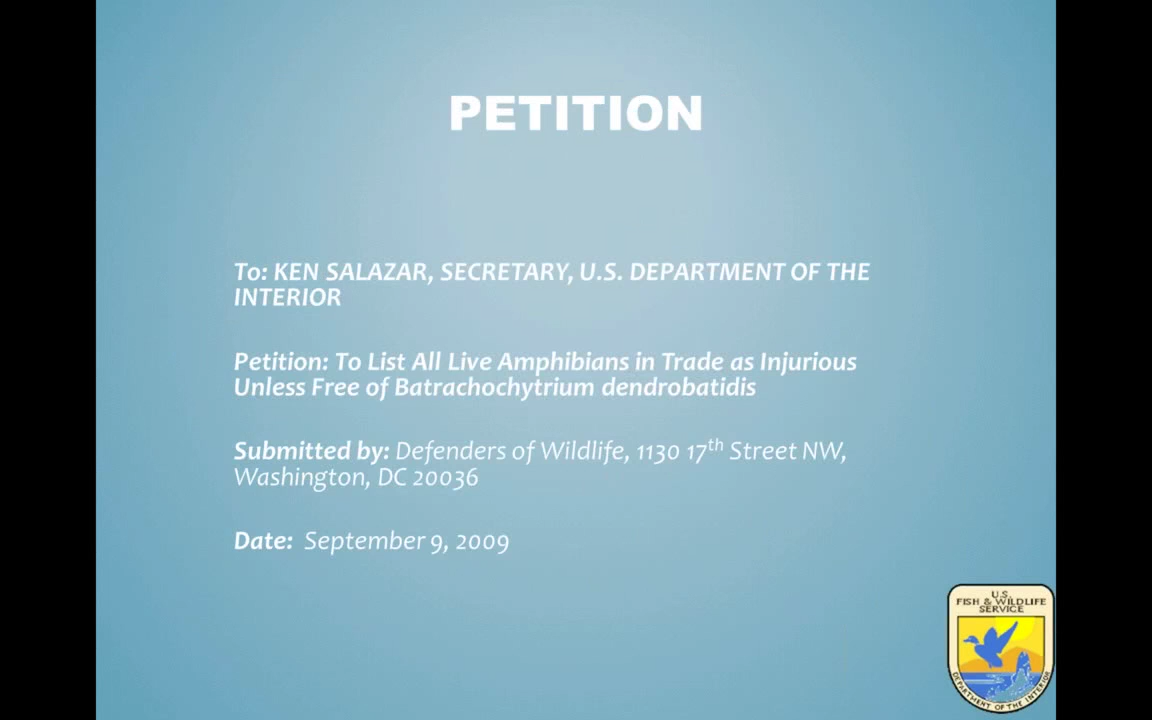 PETITION
To: KEN SALAZAR, SECRETARY, U.S. DEPARTMENT OF THE
INTERIOR
Petition: To List All Live Amphibians in Trade as Injurious
Unless Free of Batrachochytrium dendrobatidis
Submitted by: Defenders of Wildlife, 1130 17th Street NW,
Washington, DC 20036
Date: September 9, 2009
U.S.
FISH & WILDLIFE
SERVICE
DEPARTMENT OF THE INTERIOR